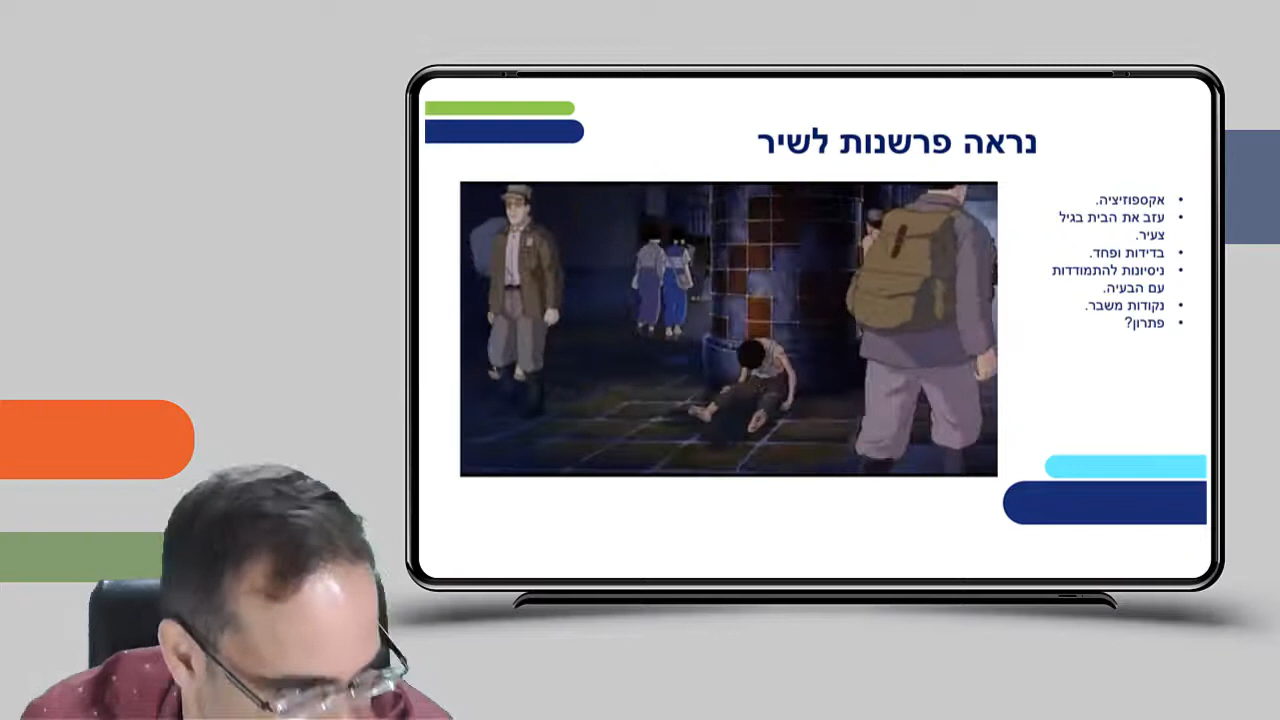 נראה פרשנות לשיר
• אקספוזיציה.
• עזב את הבית בגיל
צעיר.
• בדידות ופחד.
• ניסיונות להתמודדות
עם הבעיה.
• נקודות משבר.
• פתרון?